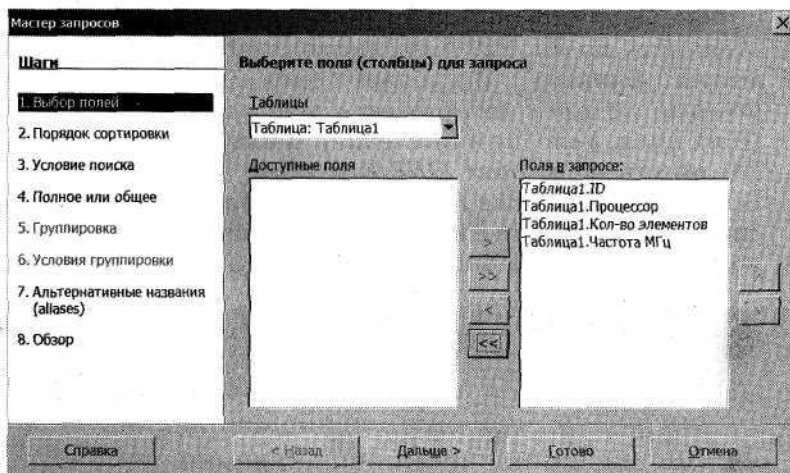 Мастер запросов
Шаги
1. Выбор полей
2. Порядок сортировки
3. Условие поиска
4. Полное или общее
5. Группировка
6. Условия группировки
7. Альтернативные названия
(aliases)
8. Обзор
Выберите поля (столбцы) для запроса
Таблицы
Таблица: Таблица1
Доступные поля
Поля в запросе:
Таблица1.ID
Таблица1.Процессор
Таблица1.Кол-во элементов
Таблица1.Частота МГц
>
>>
<
<<
Справка
< Назад
Дальше >
Готово
Отмена